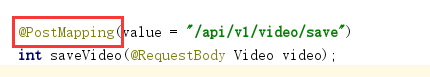 @PostMapping(value = "/api/v1/video/save")
int saveVideo(@RequestBody Video video);